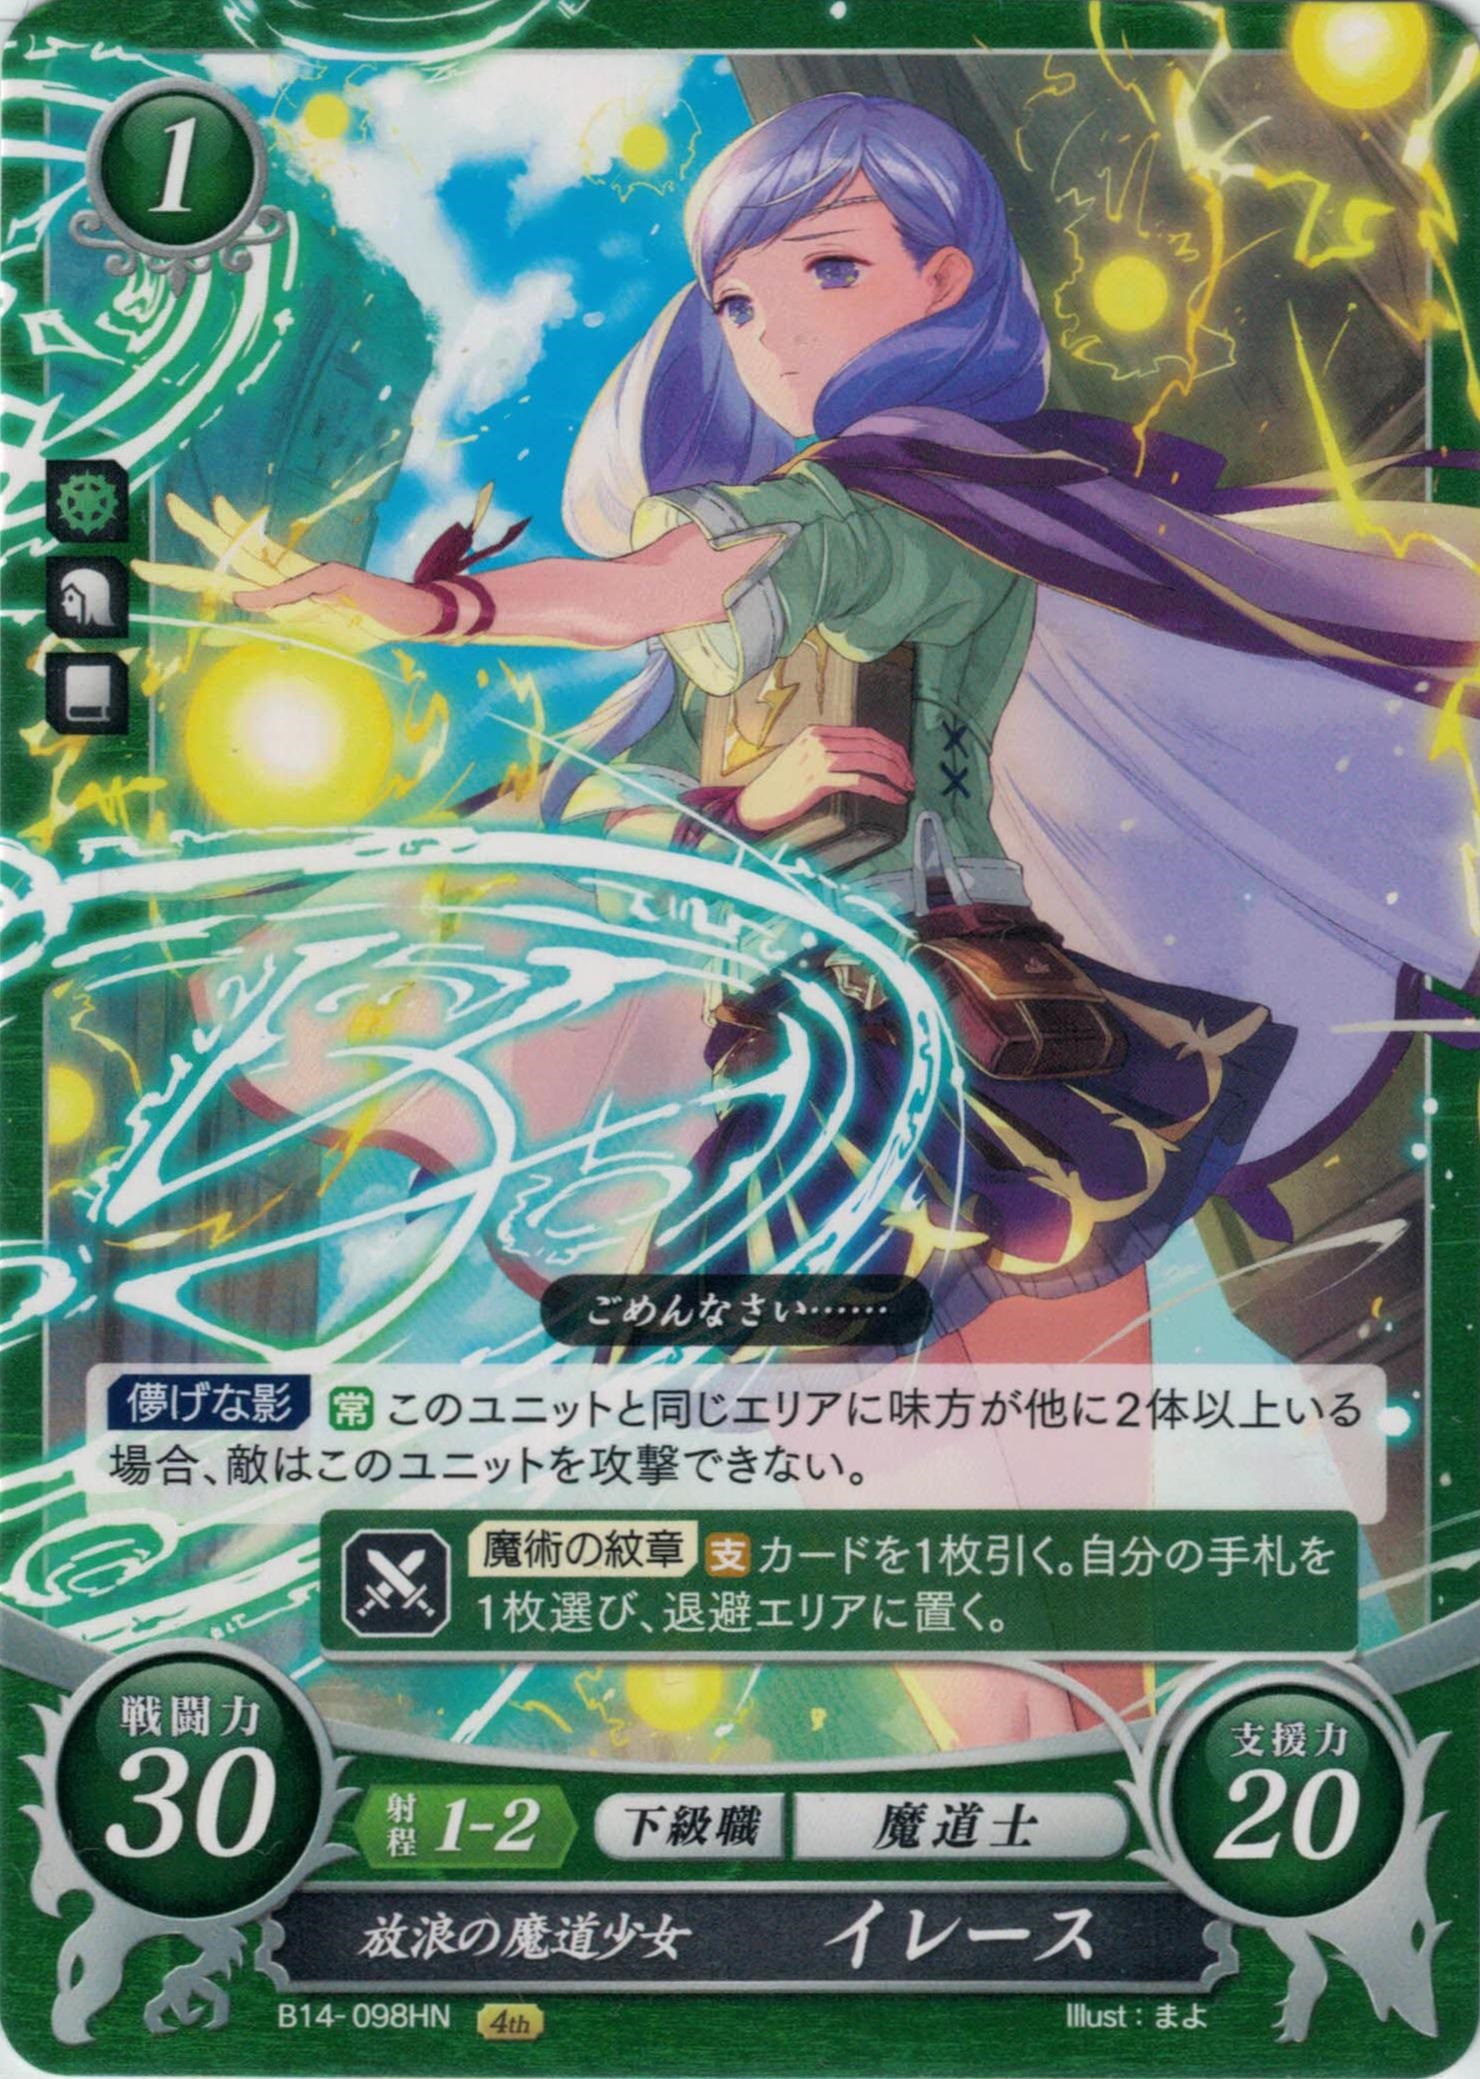 1
ごめんなさい……
儚げな影 常 このユニットと同じエリアに味方が他に2体以上いる
場合、敵はこのユニットを攻撃できない。
魔術の紋章 支 カードを1枚引く。自分の手札を
1枚選び、退避エリアに置く。
戦闘力
30
射程 1-2
下級職 魔道士
支援力
20
放浪の魔道少女 イレース
B14-098HN 4th
Illust：まよ